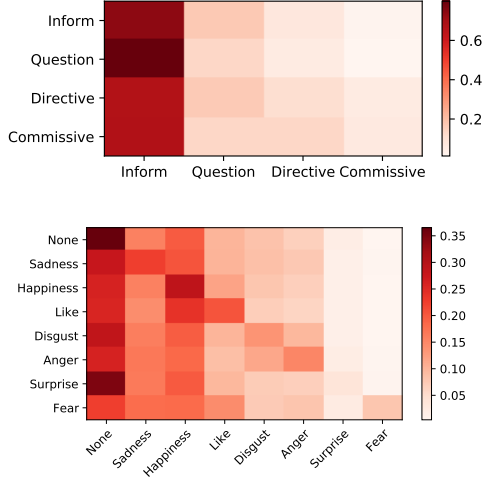 Inform
Question
Directive
Commissive
Inform Question Directive Commissive
0.6
0.4
0.2
None
Sadness
Happiness
Like
Disgust
Anger
Surprise
Fear
None Sadness Happiness Like Disgust Anger Surprise Fear
0.35
0.30
0.25
0.20
0.15
0.10
0.05